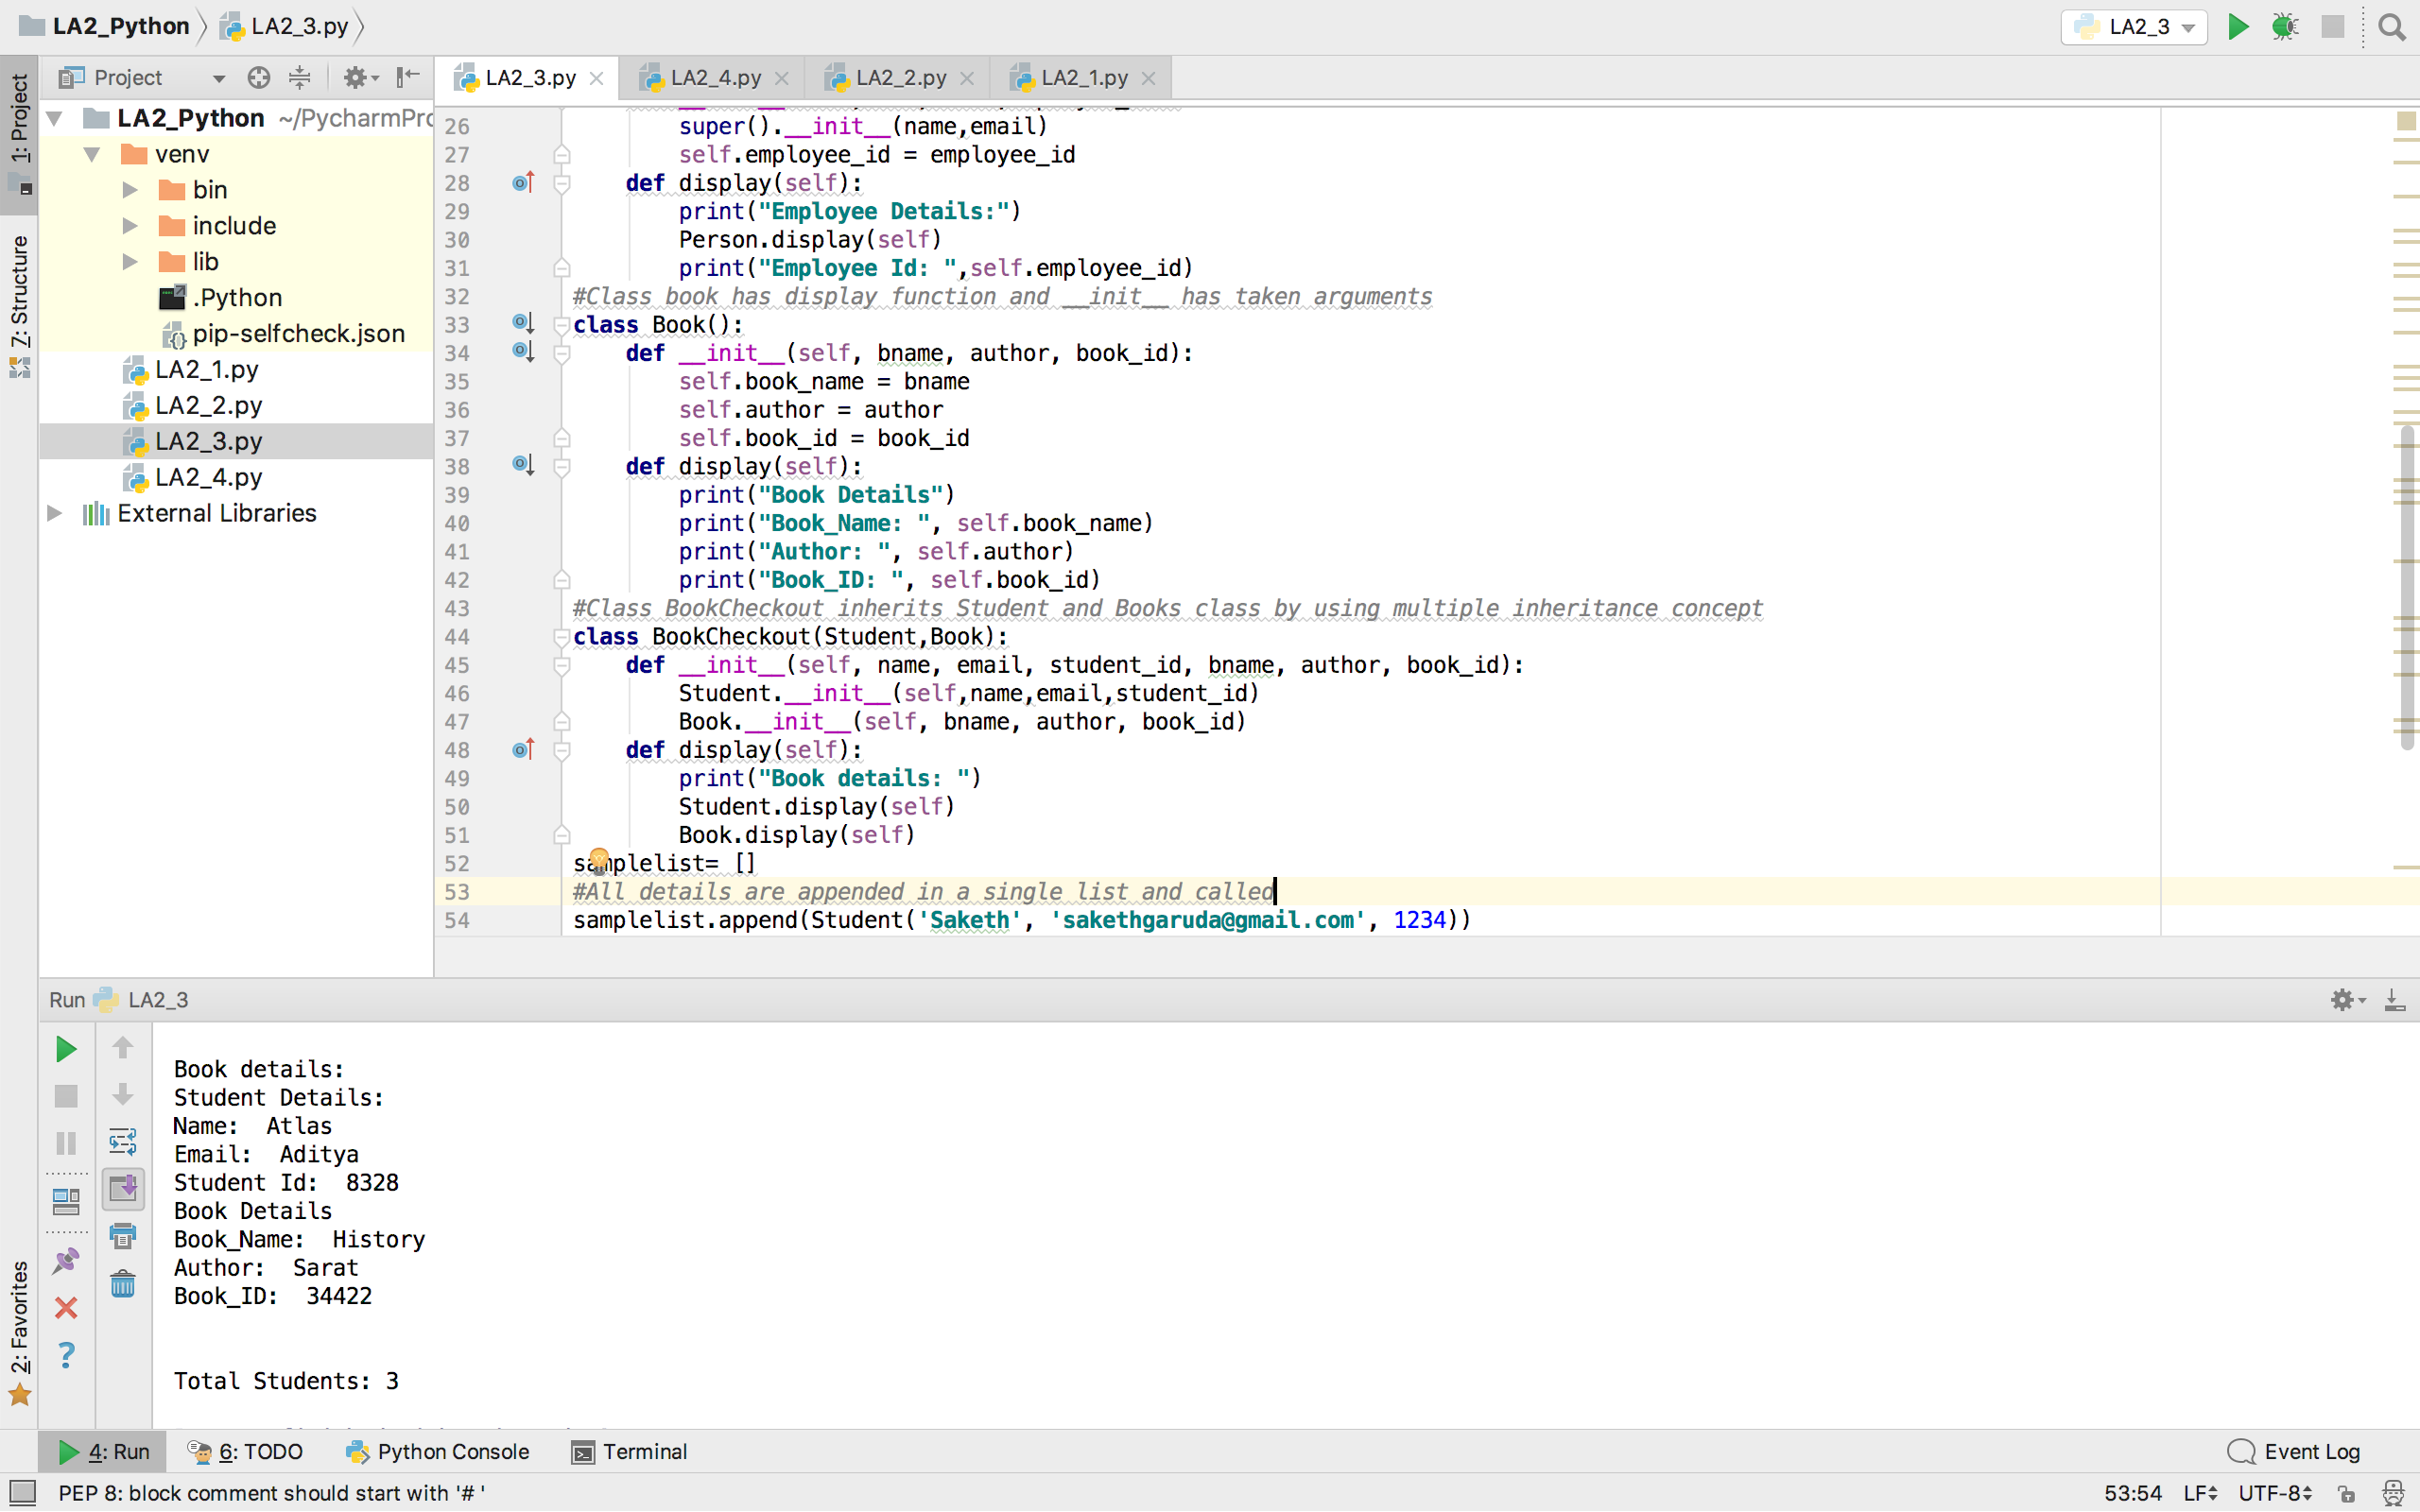 LA2_Python LA2_3.py LA2_3
1: Project
7: Structure
2: Favorites
Project
LA2_3.py LA2_4.py LA2_2.py LA2_1.py
LA2_Python ~/PycharmPro
venv
bin
include
lib
.Python
pip-selfcheck.json
LA2_1.py
LA2_2.py
LA2_3.py
LA2_4.py
External Libraries
26 super().__init__(name,email)
27 self.employee_id = employee_id
28 def display(self):
29 print("Employee Details:")
30 Person.display(self)
31 print("Employee Id: ",self.employee_id)
32 #Class book has display function and __init__ has taken arguments
33 class Book():
34 def __init__(self, bname, author, book_id):
35 self.book_name = bname
36 self.author = author
37 self.book_id = book_id
38 def display(self):
39 print("Book Details")
40 print("Book_Name: ", self.book_name)
41 print("Author: ", self.author)
42 print("Book_ID: ", self.book_id)
43 #Class BookCheckout inherits Student and Books class by using multiple inheritance concept
44 class BookCheckout(Student,Book):
45 def __init__(self, name, email, student_id, bname, author, book_id):
46 Student.__init__(self,name,email,student_id)
47 Book.__init__(self, bname, author, book_id)
48 def display(self):
49 print("Book details: ")
50 Student.display(self)
51 Book.display(self)
52 samplelist= []
53 #All details are appended in a single list and called
54 samplelist.append(Student('Saketh', 'sakethgaruda@gmail.com', 1234))
Run LA2_3
Book details:
Student Details:
Name:  Atlas
Email:  Aditya
Student Id:  8328
Book Details
Book_Name:  History
Author:  Sarat
Book_ID:  34422
Total Students: 3
4: Run 6: TODO Python Console Terminal Event Log
PEP 8: block comment should start with '# ' 53:54 LF UTF-8